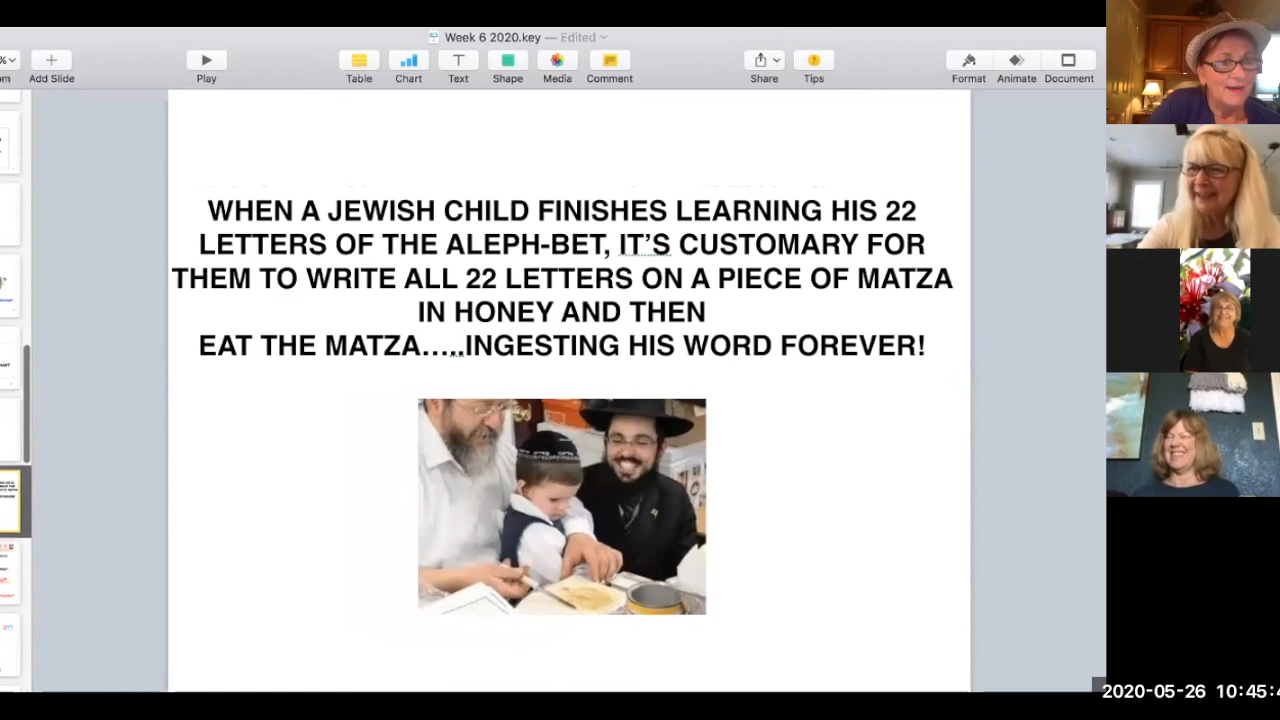 Week 6 2020.key — Edited
Add Slide
Play
Table
Chart
Text
Shape
Media
Comment
Share
Tips
Format
Animate
Document
WHEN A JEWISH CHILD FINISHES LEARNING HIS 22
LETTERS OF THE ALEPH-BET, IT'S CUSTOMARY FOR
THEM TO WRITE ALL 22 LETTERS ON A PIECE OF MATZA
IN HONEY AND THEN
EAT THE MATZA…..INGESTING HIS WORD FOREVER!
2020-05-26 10:45:4